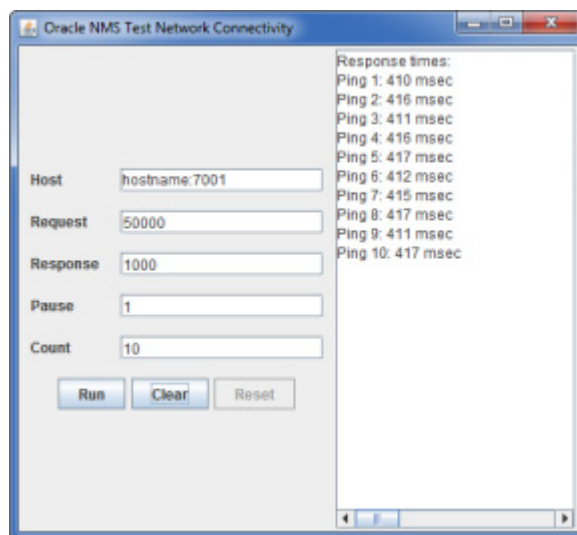 Oracle NMS Test Network Connectivity
Host hostname:7001
Request 50000
Response 1000
Pause 1
Count 10
Run Clear Reset
Response times:
Ping 1: 410 msec
Ping 2: 416 msec
Ping 3: 411 msec
Ping 4: 416 msec
Ping 5: 417 msec
Ping 6: 412 msec
Ping 7: 415 msec
Ping 8: 417 msec
Ping 9: 411 msec
Ping 10: 417 msec